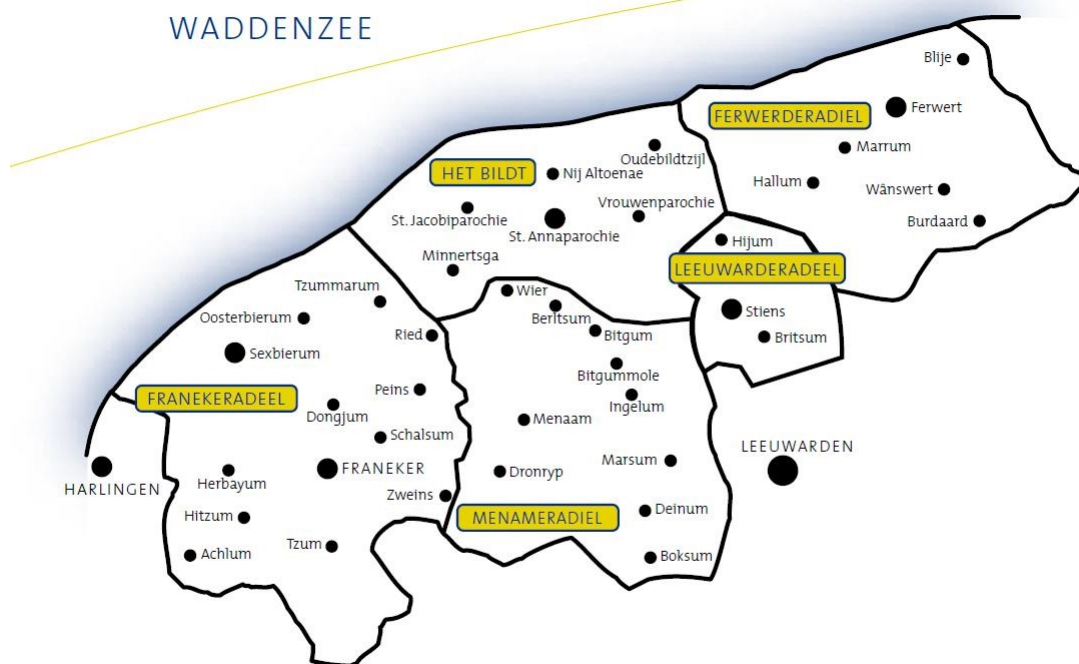 WADDENZEE
Blije
Ferwert
FERWERDERADIEL
Marrum
Oudebildtzijl
HET BILDT
Nij Altoenae
Hallum
Wânswert
Vrouwenparochie
St. Jacobiparochie
Burdaard
St. Annaparochie
Hijum
Minnertsga
LEEUWARDERADEEL
Tzummarum
Wier
Berltsum
Stiens
Oosterbierum
Ried
Bitgum
Britsum
Sexbierum
Bitgummole
Peins
FRANEKERADEEL
Ingelum
Dongjum
Menaam
Schalsum
LEEUWARDEN
Marsum
FRANEKER
Dronryp
HARLINGEN
Herbayum
Zweins
Deinum
Hitzum
MENAMERADIEL
Tzum
Achlum
Boksum